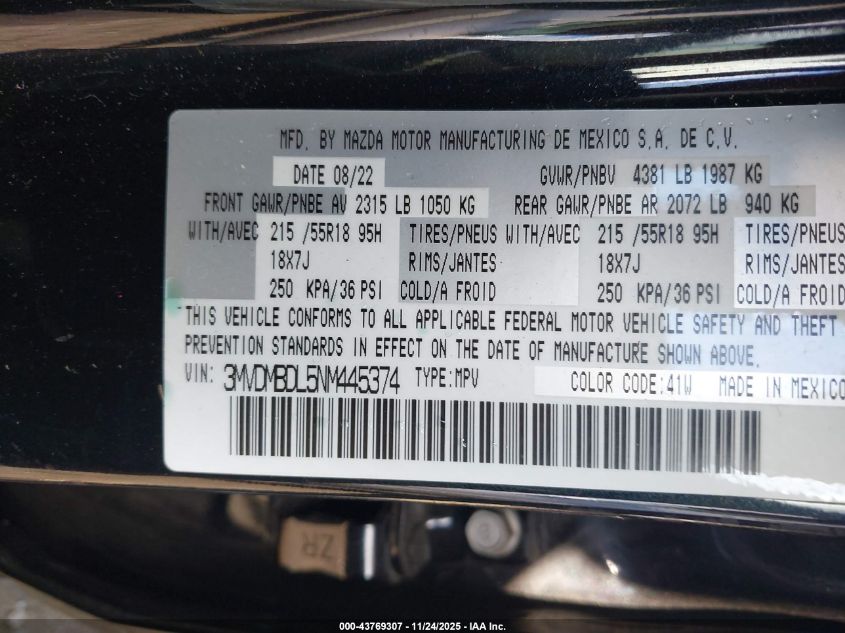 MFD. BY MAZDA MOTOR MANUFACTURING DE MEXICO S.A. DE C.V.
DATE 08/22 GVWR/PNBV 4381 LB 1987 KG
FRONT GAWR/PNBE AV 2315 LB 1050 KG REAR GAWR/PNBE AR 2072 LB 940 KG
WITH/AVEC 215 /55R18 95H TIRES/PNEUS WITH/AVEC 215 /55R18 95H TIRES/PNEUS
18X7J RIMS/JANTES 18X7J RIMS/JANTES
250 KPA/36 PSI COLD/A FROID 250 KPA/36 PSI COLD/A FROID
THIS VEHICLE CONFORMS TO ALL APPLICABLE FEDERAL MOTOR VEHICLE SAFETY AND THEFT
PREVENTION STANDARDS IN EFFECT ON THE DATE OF MANUFACTURE SHOWN ABOVE.
VIN: 3MVDMBDL5NM445374 TYPE:MPV COLOR CODE:41W MADE IN MEXICO
ZR
000-43769307 - 11/24/2025 - IAA Inc.